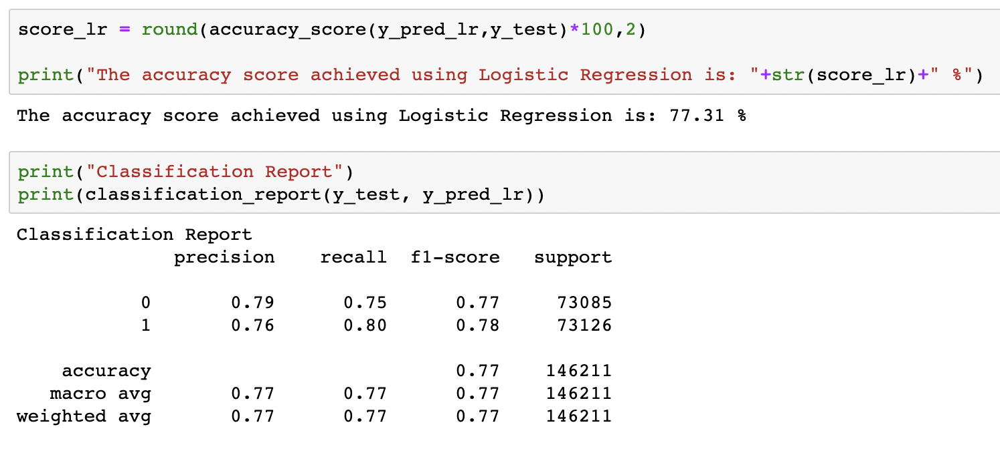 score_lr = round(accuracy_score(y_pred_lr,y_test)*100,2)
print("The accuracy score achieved using Logistic Regression is: "+str(score_lr)+" %")
The accuracy score achieved using Logistic Regression is: 77.31 %
print("Classification Report")
print(classification_report(y_test, y_pred_lr))
Classification Report
precision recall f1-score support
0 0.79 0.75 0.77 73085
1 0.76 0.80 0.78 73126
accuracy 0.77 146211
macro avg 0.77 0.77 0.77 146211
weighted avg 0.77 0.77 0.77 146211